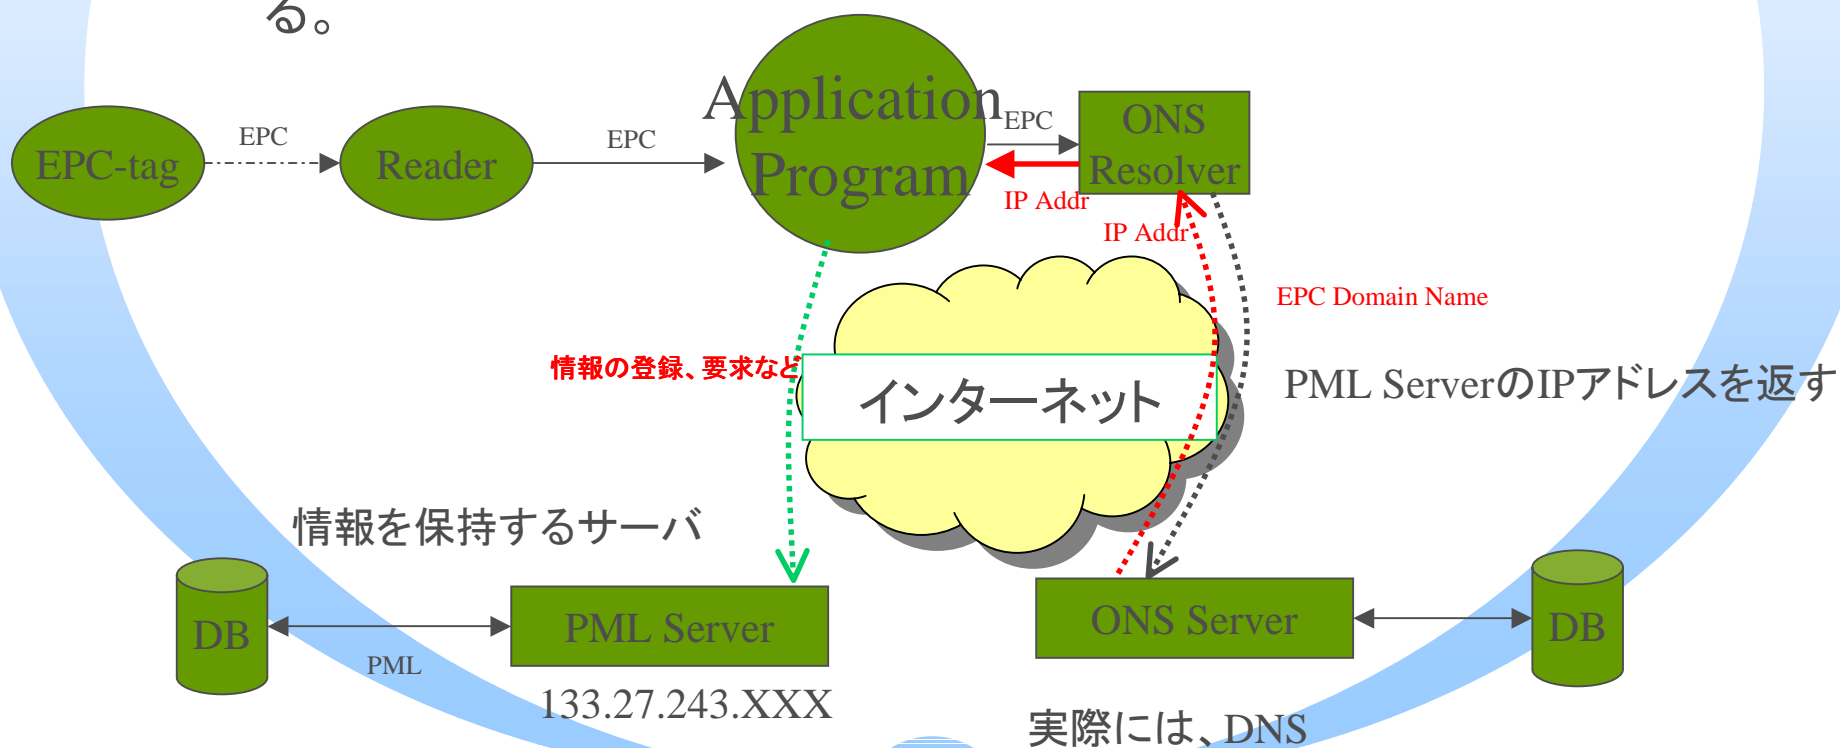 る。
EPC-tag
EPC
Reader
EPC
Application
Program
EPC
ONS
Resolver
IP Addr
IP Addr
EPC Domain Name
情報の登録、要求など
インターネット
PML ServerのIPアドレスを返す
情報を保持するサーバ
DB
PML
PML Server
ONS Server
DB
133.27.243.XXX
実際には、DNS